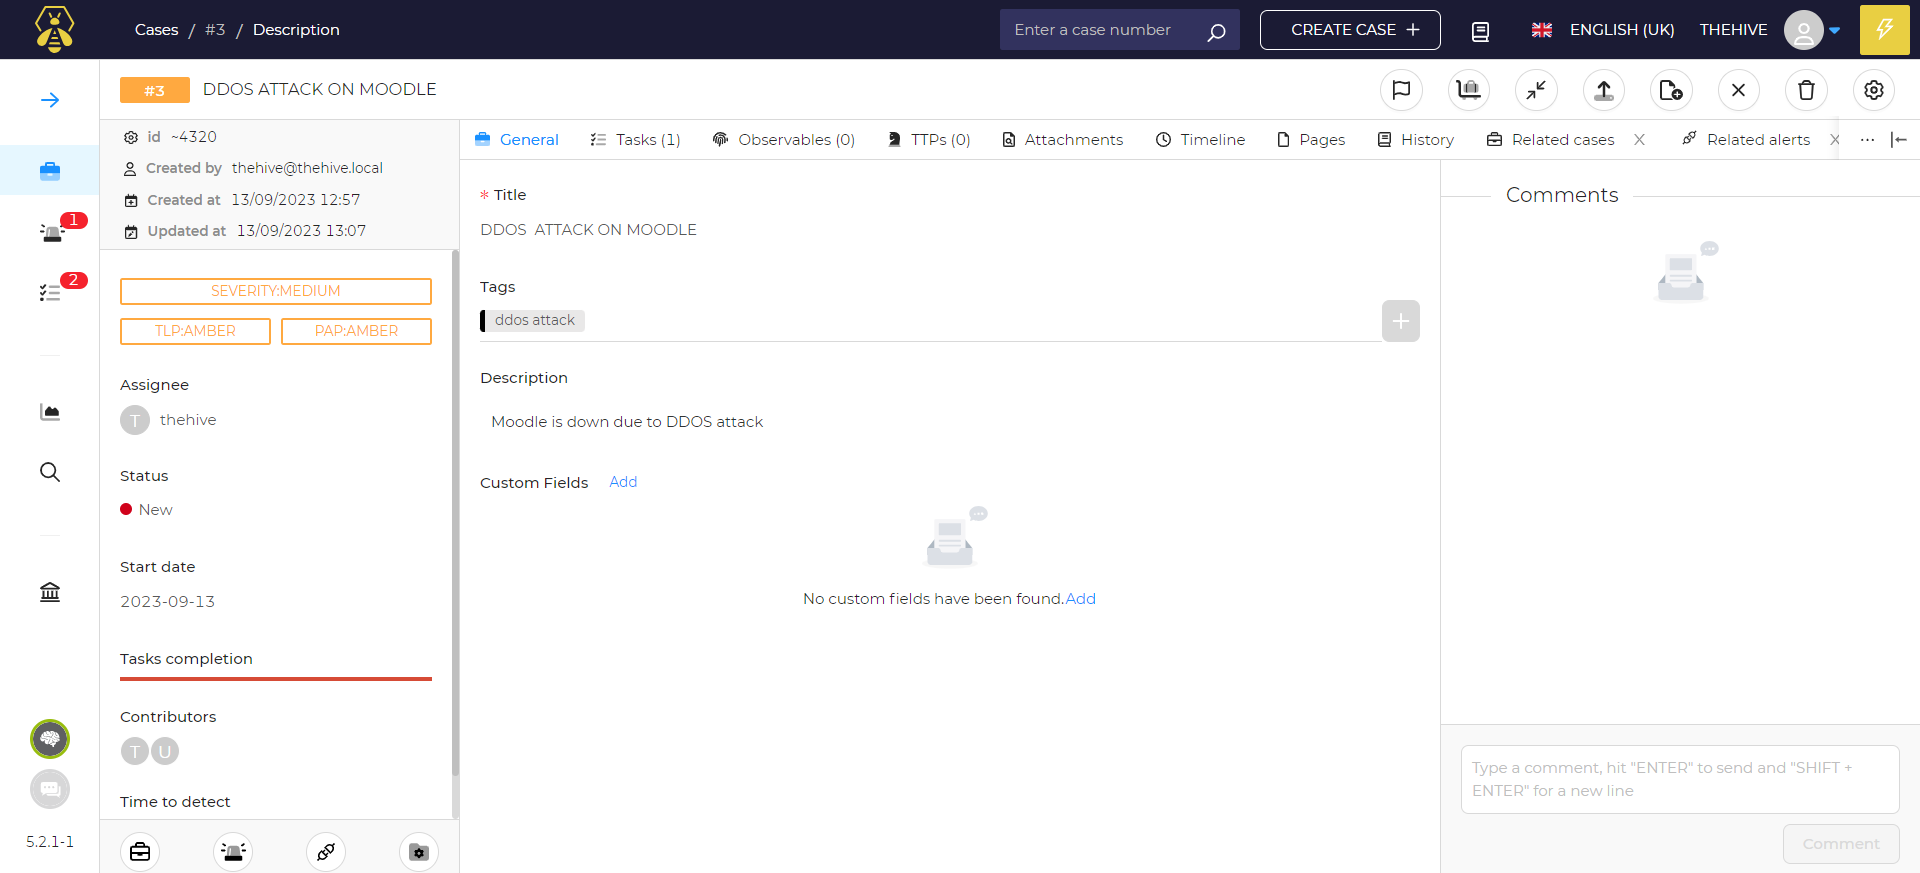 Cases / #3 / Description
Enter a case number
CREATE CASE +
ENGLISH (UK)
THEHIVE
#3
DDOS ATTACK ON MOODLE
id ~4320
Created by thehive@thehive.local
Created at 13/09/2023 12:57
Updated at 13/09/2023 13:07
1
2
SEVERITY:MEDIUM
TLP:AMBER
PAP:AMBER
Assignee
T thehive
Status
New
Start date
2023-09-13
Tasks completion
Contributors
T U
Time to detect
5.2.1-1
General
Tasks (1)
Observables (0)
TTPs (0)
Attachments
Timeline
Pages
History
Related cases X
Related alerts X
* Title
DDOS  ATTACK ON MOODLE
Tags
ddos attack
Description
Moodle is down due to DDOS attack
Custom Fields Add
No custom fields have been found.Add
Comments
Type a comment, hit "ENTER" to send and "SHIFT +
ENTER" for a new line
Comment